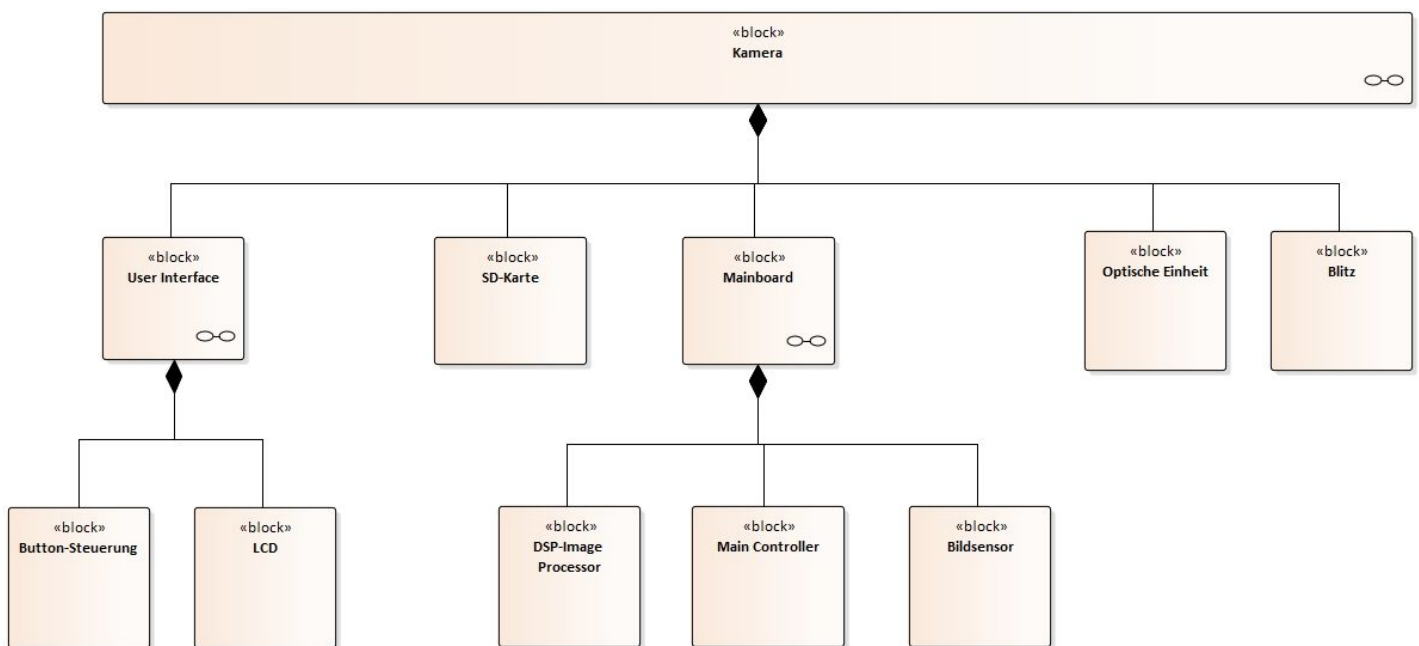 «block»
Kamera
«block»
User Interface
«block»
SD-Karte
«block»
Mainboard
«block»
Optische Einheit
«block»
Blitz
«block»
Button-Steuerung
«block»
LCD
«block»
DSP-Image
Processor
«block»
Main Controller
«block»
Bildsensor